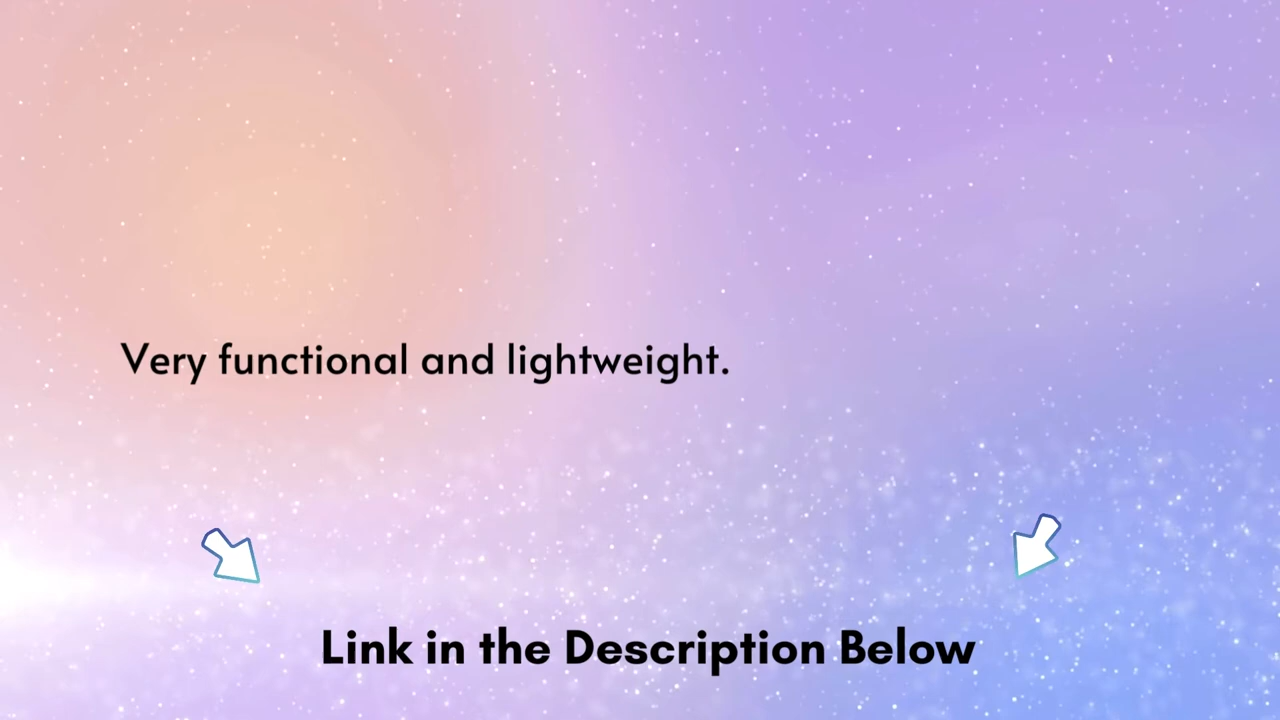 Very functional and lightweight.
Link in the Description Below